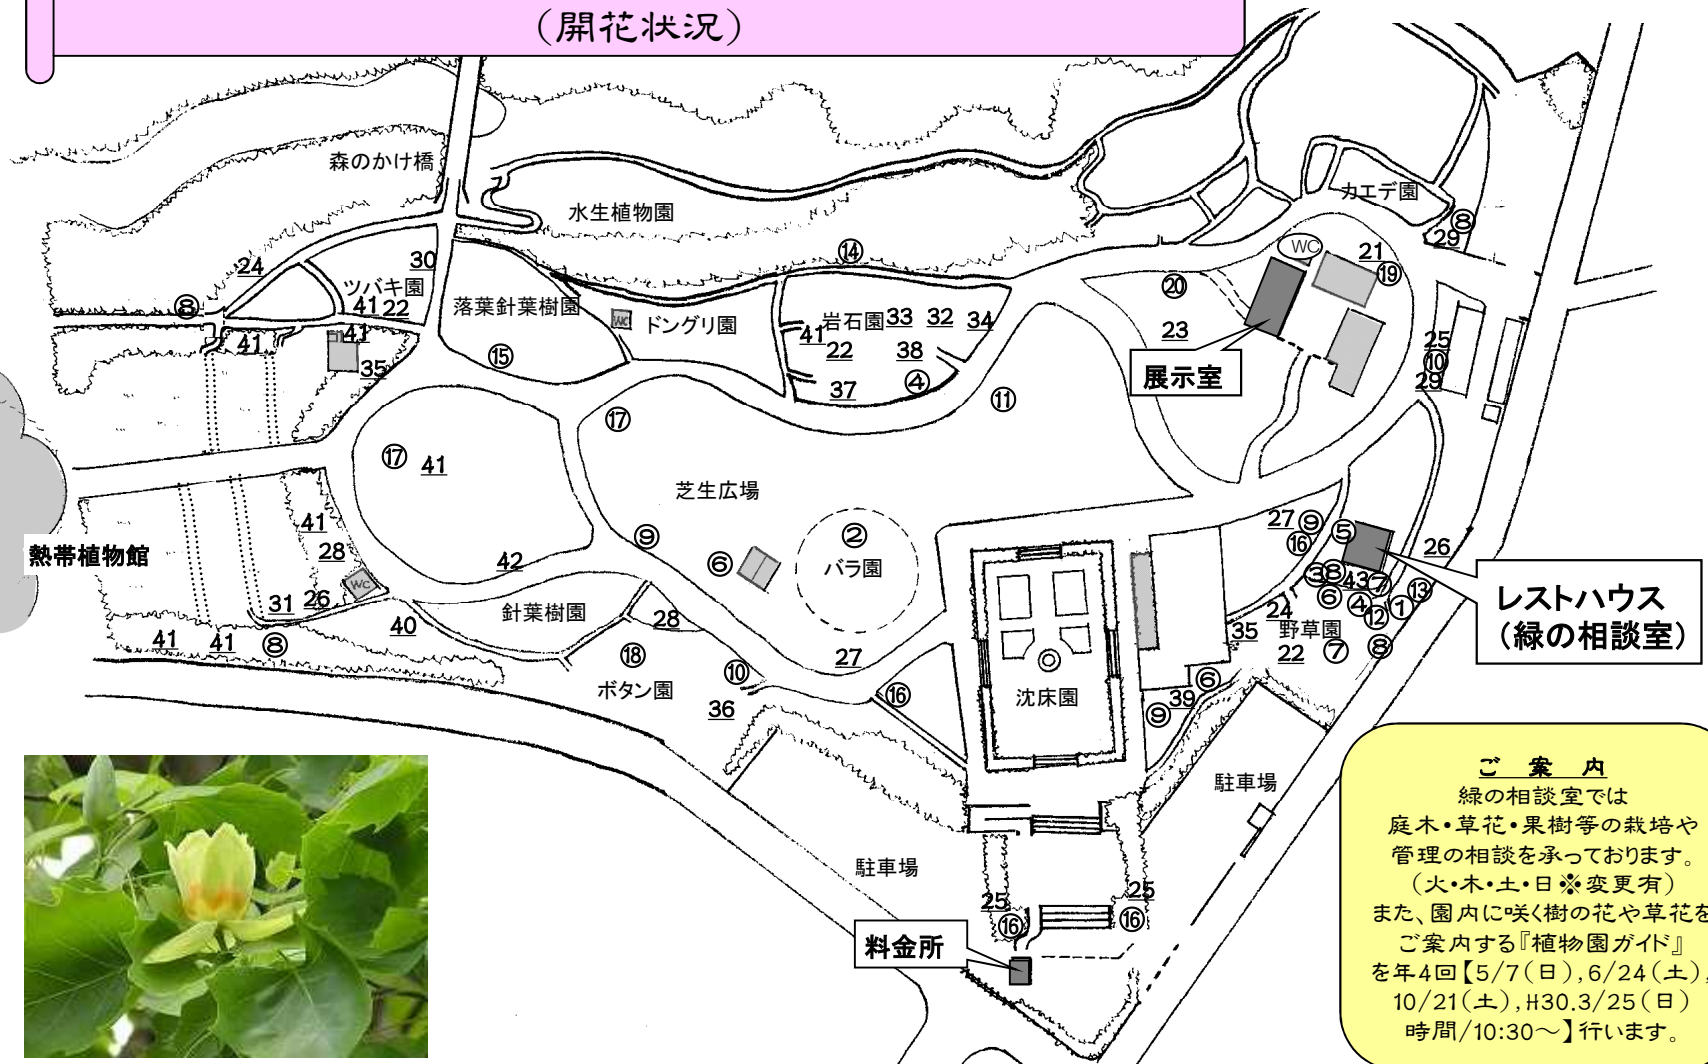 （開花状況）
森のかけ橋
水生植物園
カエデ園
⑧
29
⑭
WC
21
⑲
24
30
ツバキ園
41 22
⑧
41
41
35
落葉針葉樹園
⑮
WC
ドングリ園
岩石園 33 32 34
41
22
38
37
④
⑪
⑳
23
展示室
25
⑩
29
⑰
⑰
41
芝生広場
②
バラ園
⑨
⑥
熱帯植物館
41
28
WC
26
31
41
41
⑧
40
42
針葉樹園
28
⑱
ボタン園
⑩
36
27
⑯
沈床園
27 ⑨
⑯
⑤
26
③⑧43⑦
⑥ ④ ⑫ ① ⑬
24
35
野草園
22
⑦
⑧
⑥
39
⑨
レストハウス
（緑の相談室）
駐車場
駐車場
25
⑯
25
⑯
料金所
ご 案 内
緑の相談室では
庭木・草花・果樹等の栽培や
管理の相談を承っております。
（火・木・土・日※変更有）
また、園内に咲く樹の花や草花を
ご案内する『植物園ガイド』
を年4回【5/7（日）,6/24（土）,
10/21（土）,H30.3/25（日）
時間/10:30～】行います。